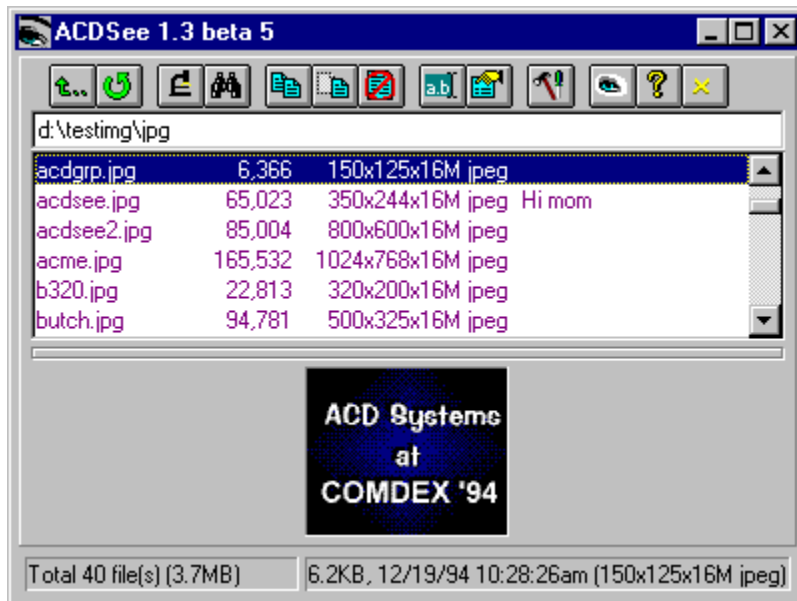 ACDSee 1.3 beta 5
a.b
?
d:\testimg\jpg
acdgrp.jpg 6,366 150x125x16M jpeg
acdsee.jpg 65,023 350x244x16M jpeg Hi mom
acdsee2.jpg 85,004 800x600x16M jpeg
acme.jpg 165,532 1024x768x16M jpeg
b320.jpg 22,813 320x200x16M jpeg
butch.jpg 94,781 500x325x16M jpeg
ACD Systems
at
COMDEX '94
Total 40 file(s) (3.7MB) 6.2KB, 12/19/94 10:28:26am (150x125x16M jpeg)